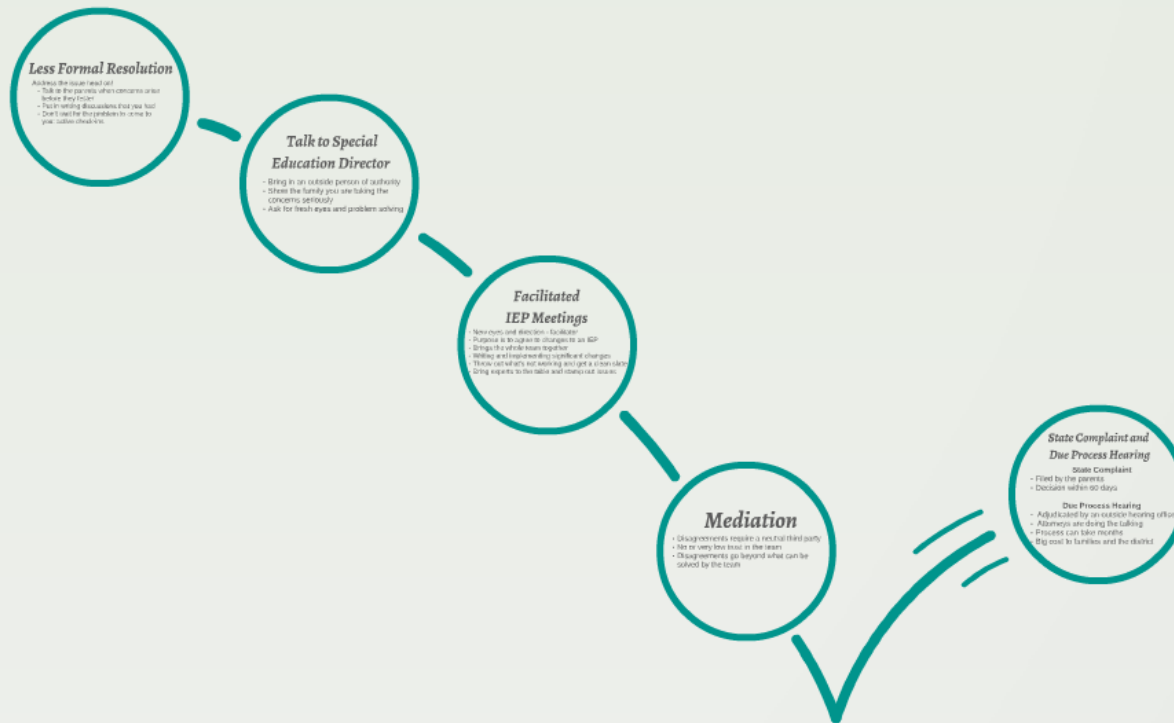 Less Formal Resolution
Address the issue head on!
- Talk to the parents when concerns arise
before they fester
- Put in writing discussions that you had
- Don't wait for the problem to come to
you: active check-ins
Talk to Special
Education Director
- Bring in an outside person of authority
- Show the family you are taking the
concerns seriously
- Ask for fresh eyes and problem solving
Facilitated
IEP Meetings
- New eyes and direction - facilitator
- Purpose is to agree to changes to an IEP
- Brings the whole team together
- Writing and implementing significant changes
- Throw out what's not working and get a clean slate
- Bring experts to the table and stamp out issues
Mediation
- Disagreements require a neutral third party
- No or very low trust in the team
- Disagreements go beyond what can be
solved by the team
State Complaint and
Due Process Hearing
State Complaint
- Filed by the parents
- Decision within 60 days
Due Process Hearing
- Adjudicated by an outside hearing office
- Attorneys are doing the talking
- Process can take months
- Big cost to families and the district